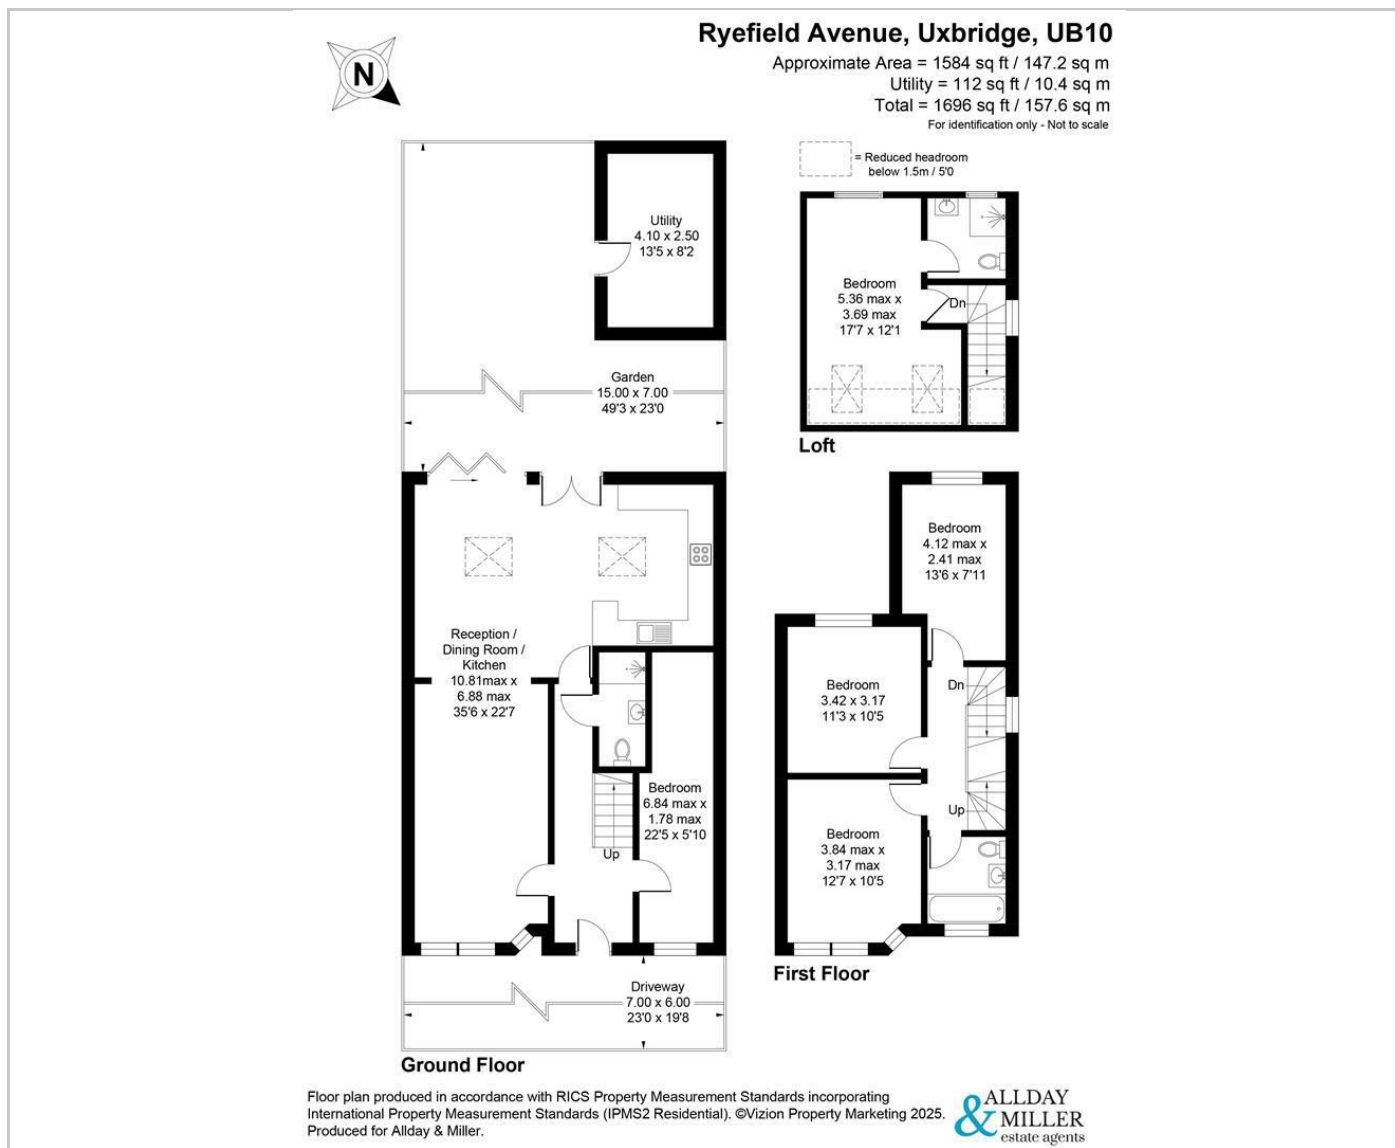 Ryefield Avenue, Uxbridge, UB10
Approximate Area = 1584 sq ft / 147.2 sq m
Utility = 112 sq ft / 10.4 sq m
Total = 1696 sq ft / 157.6 sq m
For identification only - Not to scale
N
= Reduced headroom
below 1.5m / 5'0
Utility
4.10 x 2.50
13'5 x 8'2
Garden
15.00 x 7.00
49'3 x 23'0
Reception /
Dining Room /
Kitchen
10.81max x
6.88 max
35'6 x 22'7
Bedroom
6.84 max x
1.78 max
22'5 x 5'10
Up
Driveway
7.00 x 6.00
23'0 x 19'8
Ground Floor
Bedroom
5.36 max x
3.69 max
17'7 x 12'1
Dn
Loft
Bedroom
4.12 max x
2.41 max
13'6 x 7'11
Bedroom
3.42 x 3.17
11'3 x 10'5
Dn
Up
Bedroom
3.84 max x
3.17 max
12'7 x 10'5
First Floor
Floor plan produced in accordance with RICS Property Measurement Standards incorporating
International Property Measurement Standards (IPMS2 Residential). ©Vizion Property Marketing 2025.
Produced for Allday & Miller.
ALLDAY
& MILLER
estate agents